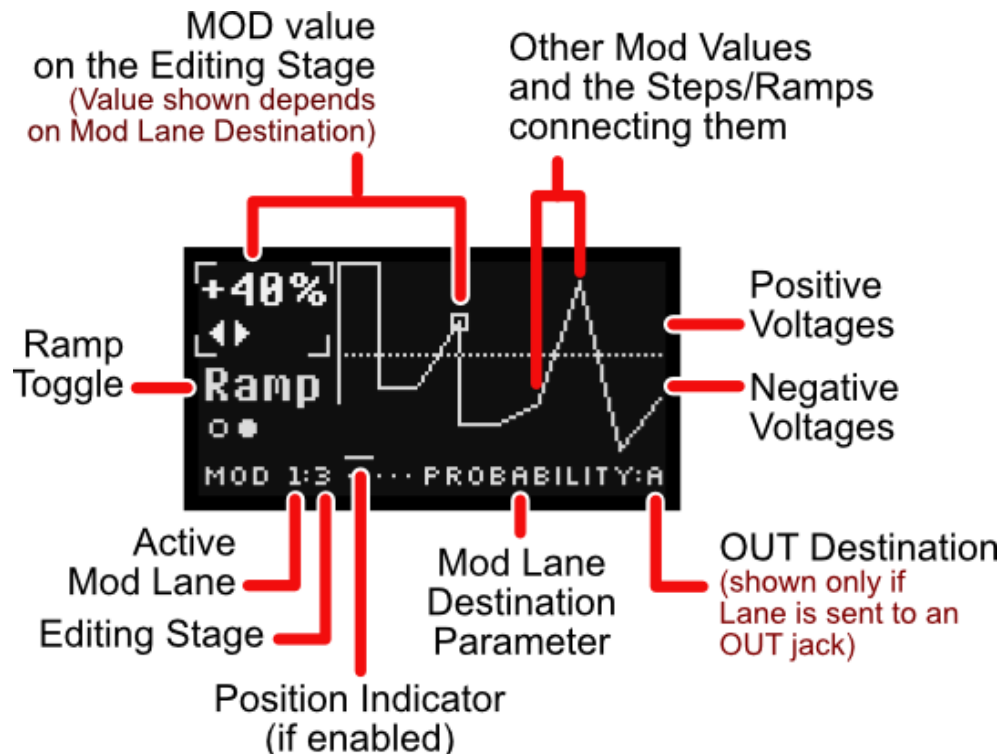 MOD value
on the Editing Stage
(Value shown depends
on Mod Lane Destination)
Other Mod Values
and the Steps/Ramps
connecting them
+40%
Ramp
MOD 1:3 ····· PROBABILITY:A
Ramp
Toggle
Positive
Voltages
Negative
Voltages
Active
Mod Lane
Editing Stage
Position Indicator
(if enabled)
Mod Lane
Destination
Parameter
OUT Destination
(shown only if
Lane is sent to an
OUT jack)